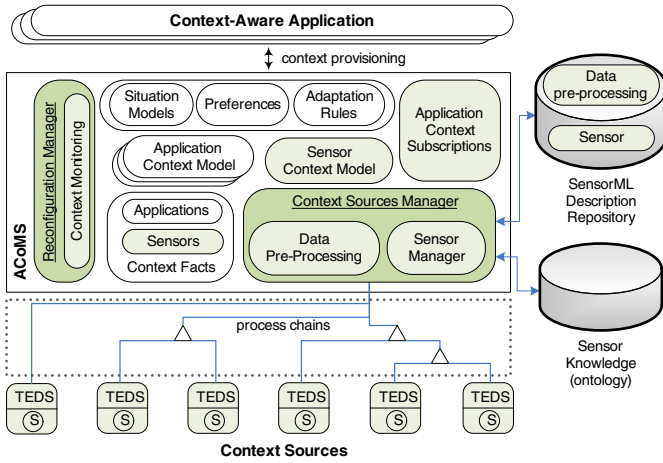 Context-Aware Application
context provisioning
ACoMS
Reconfiguration Manager
Context Monitoring
Situation
Models
Preferences
Adaptation
Rules
Application
Context Model
Sensor
Context Model
Application
Context
Subscriptions
Applications
Sensors
Context Facts
Context Sources Manager
Data
Pre-Processing
Sensor
Manager
Data
pre-processing
Sensor
SensorML
Description
Repository
Sensor
Knowledge
(ontology)
process chains
TEDS
S
TEDS
S
TEDS
S
TEDS
S
TEDS
S
TEDS
S
Context Sources